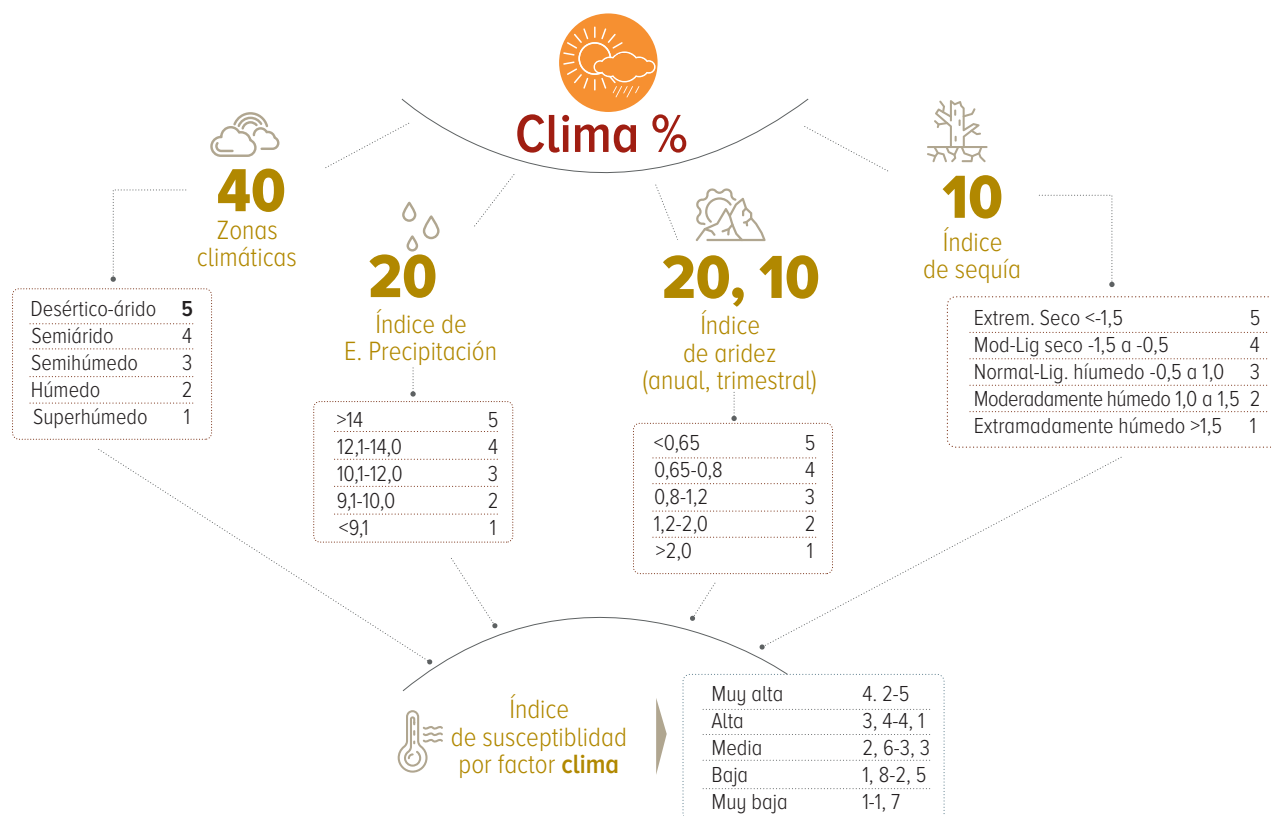 Clima %
40
Zonas
climáticas
Desértico-árido 5
Semiárido 4
Semihúmedo 3
Húmedo 2
Superhúmedo 1
20
Índice de
E. Precipitación
>14 5
12,1-14,0 4
10,1-12,0 3
9,1-10,0 2
<9,1 1
20, 10
Índice
de aridez
(anual, trimestral)
<0,65 5
0,65-0,8 4
0,8-1,2 3
1,2-2,0 2
>2,0 1
10
Índice
de sequía
Extrem. Seco <-1,5 5
Mod-Lig seco -1,5 a -0,5 4
Normal-Lig. híumedo -0,5 a 1,0 3
Moderadamente húmedo 1,0 a 1,5 2
Extramadamente húmedo >1,5 1
Índice
de susceptiblidad
por factor clima
Muy alta 4. 2-5
Alta 3, 4-4, 1
Media 2, 6-3, 3
Baja 1, 8-2, 5
Muy baja 1-1, 7